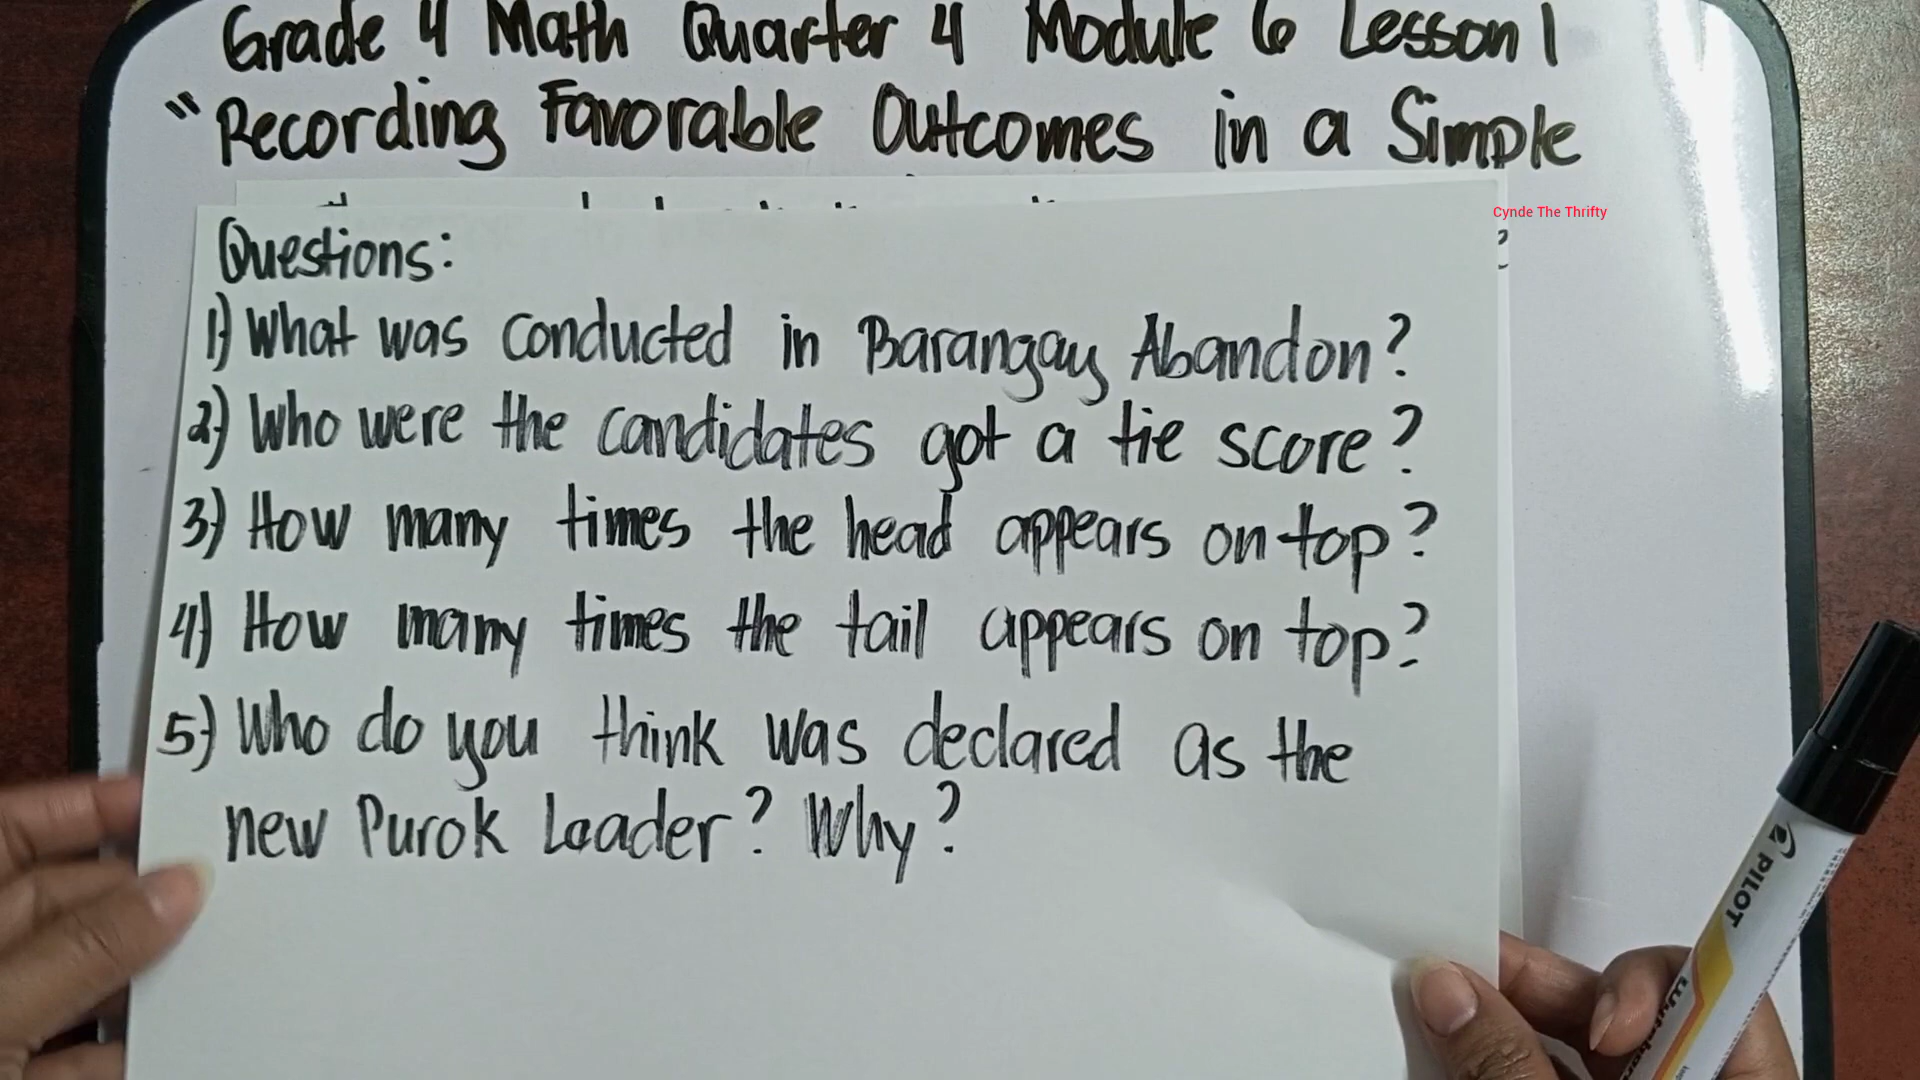 Grade 4 Math Quarter 4 Module 6 Lesson 1
"Recording Favorable Outcomes in a Simple
Cynde The Thrifty
Questions:
1) What was conducted in Barangay Abandon?
2) Who were the candidates got a tie score?
3) How many times the head appears on top?
4) How many times the tail appears on top?
5) Who do you think was declared as the
new Purok Leader? Why?
PILOT